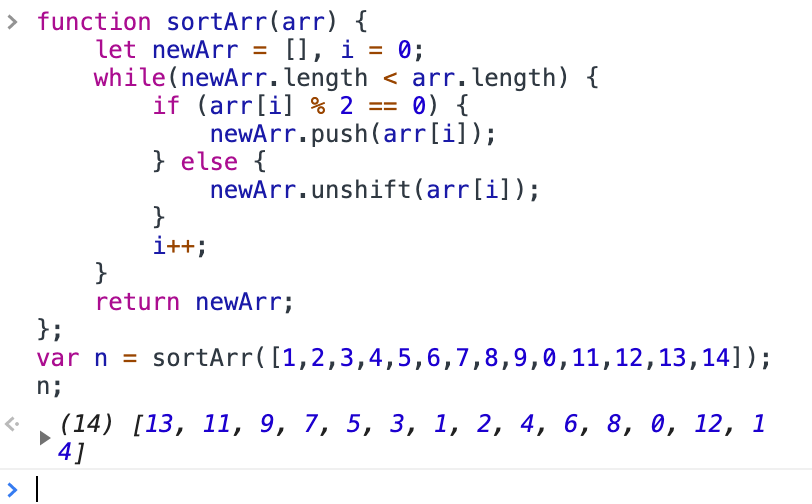 > function sortArr(arr) {
    let newArr = [], i = 0;
    while(newArr.length < arr.length) {
        if (arr[i] % 2 == 0) {
            newArr.push(arr[i]);
        } else {
            newArr.unshift(arr[i]);
        }
        i++;
    }
    return newArr;
};
var n = sortArr([1,2,3,4,5,6,7,8,9,0,11,12,13,14]);
n;
(14) [13, 11, 9, 7, 5, 3, 1, 2, 4, 6, 8, 0, 12, 1
4]
>